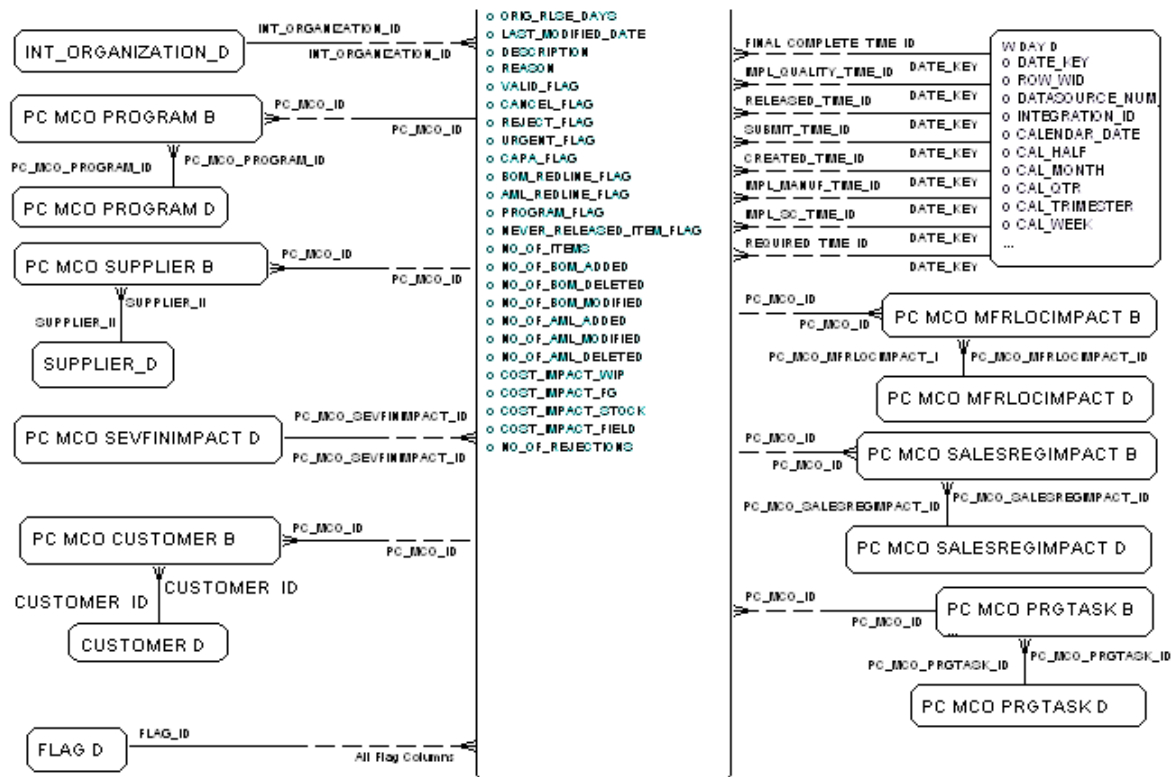 INT_ORGANIZATION_D
INT_ORGANIZATION_ID
INT_ORGANIZATION_ID
PC MCO PROGRAM B
PC_MCO_ID
PC_MCO_ID
PC_MCO_PROGRAM_ID
PC_MCO_PROGRAM_ID
PC MCO PROGRAM D
PC MCO SUPPLIER B
PC_MCO_ID
PC_MCO_ID
SUPPLIER_II
SUPPLIER_II
SUPPLIER_D
PC MCO SEVFINIMPACT D
PC_MCO_SEVFINIMPACT_ID
PC_MCO_SEVFINIMPACT_ID
PC MCO CUSTOMER B
PC_MCO_ID
PC_MCO_ID
CUSTOMER ID
CUSTOMER ID
CUSTOMER D
FLAG D
FLAG_ID
All Flag Columns
o ORIG_RLSE_DAYS
o LAST_MODIFIED_DATE
o DESCRIPTION
o REASON
o VALID_FLAG
o CANCEL_FLAG
o REJECT_FLAG
o URGENT_FLAG
o CAPA_FLAG
o BOM_REDLINE_FLAG
o AML_REDLINE_FLAG
o PROGRAM_FLAG
o NEVER_RELEASED_ITEM_FLAG
o NO_OF_ITEMS
o NO_OF_BOM_ADDED
o NO_OF_BOM_DELETED
o NO_OF_BOM_MODIFIED
o NO_OF_AML_ADDED
o NO_OF_AML_MODIFIED
o NO_OF_AML_DELETED
o COST_IMPACT_WIP
o COST_IMPACT_FG
o COST_IMPACT_STOCK
o COST_IMPACT_FIELD
o NO_OF_REJECTIONS
FINAL COMPLETE TIME ID
DATE_KEY
IMPL_QUALITY_TIME_ID
DATE_KEY
RELEASED_TIME_ID
DATE_KEY
SUBMIT_TIME_ID
DATE_KEY
CREATED_TIME_ID
DATE_KEY
IMPL_MANUF_TIME_ID
DATE_KEY
IMPL_SC_TIME_ID
DATE_KEY
REQUIRED TIME ID
DATE_KEY
W DAY D
o DATE_KEY
o ROW_WID
o DATASOURCE_NUM_
o INTEGRATION_ID
o CALENDAR_DATE
o CAL_HALF
o CAL_MONTH
o CAL_QTR
o CAL_TRIMESTER
o CAL_WEEK
...
PC_MCO_ID
PC_MCO_ID
PC MCO MFRLOCIMPACT B
PC_MCO_MFRLOCIMPACT_I
PC_MCO_MFRLOCIMPACT_ID
PC MCO MFRLOCIMPACT D
PC_MCO_ID
PC_MCO_ID
PC MCO SALESREGIMPACT B
PC_MCO_SALESREGIMPACT_ID
PC_MCO_SALESREGIMPACT_ID
PC MCO SALESREGIMPACT D
PC_MCO_ID
PC_MCO_ID
PC MCO PRGTASK B
...
PC_MCO_PRGTASK_ID
PC_MCO_PRGTASK_ID
PC MCO PRGTASK D